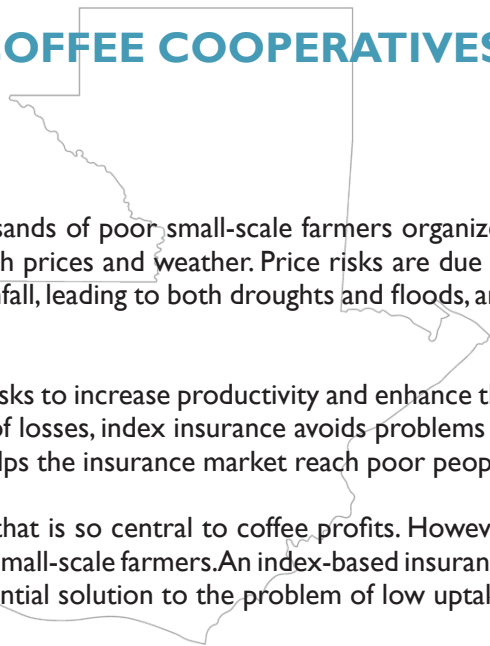 OFFEE COOPERATIVES
sands of poor small-scale farmers organize
h prices and weather. Price risks are due
fall, leading to both droughts and floods, an
sks to increase productivity and enhance t
of losses, index insurance avoids problems
lps the insurance market reach poor peop
that is so central to coffee profits. Howev
mall-scale farmers.An index-based insuran
ntial solution to the problem of low uptak